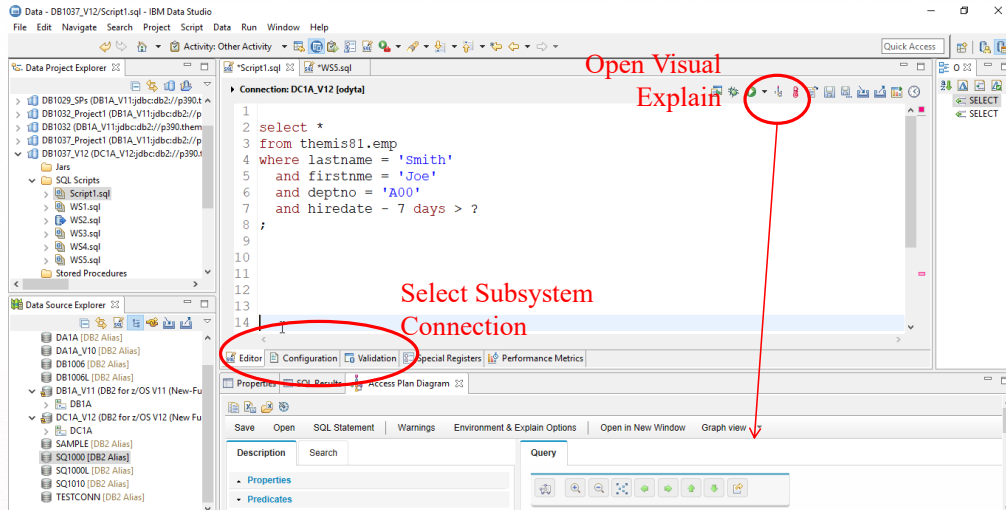 Data - DB1037_V12/Script1.sql - IBM Data Studio
File Edit Navigate Search Project Script Data Run Window Help
Activity: Other Activity
Quick Access
Data Project Explorer
DB1029_SPs (DB1A_V11:jdbc:db2://p390.t
DB1032_Project1 (DB1A_V11:jdbc:db2://p
DB1032 (DB1A_V11:jdbc:db2://p390.them
DB1037_Project1 (DB1A_V11:jdbc:db2://p
DB1037_V12 (DC1A_V12:jdbc:db2://p390.t
Jars
SQL Scripts
Script1.sql
WS1.sql
WS2.sql
WS3.sql
WS4.sql
WS5.sql
Stored Procedures
*Script1.sql *WS5.sql
Connection: DC1A_V12 [odyta]
Open Visual
Explain
1
2 select *
3 from themis81.emp
4 where lastname = 'Smith'
5 and firstnme = 'Joe'
6 and deptno = 'A00'
7 and hiredate - 7 days > ?
8 ;
9
10
11
12
13
14
Select Subsystem
Connection
Editor Configuration Validation Special Registers Performance Metrics
SELECT
SELECT
Data Source Explorer
DA1A [DB2 Alias]
DA1A_V10 [DB2 Alias]
DB1006 [DB2 Alias]
DB1006L [DB2 Alias]
DB1A_V11 (DB2 for z/OS V11 (New-Fu
DB1A
DC1A_V12 (DB2 for z/OS V12 (New Fu
DC1A
SAMPLE [DB2 Alias]
SQ1000 [DB2 Alias]
SQ1000L [DB2 Alias]
SQ1010 [DB2 Alias]
TESTCONN [DB2 Alias]
Properties SQL Results Access Plan Diagram
Save Open SQL Statement Warnings Environment & Explain Options Open in New Window Graph view
Description Search
Properties
Predicates
Query